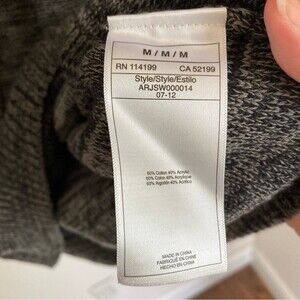 M / M / M
RN 114199 CA 52199
Style/Style/Estilo
ARJSW000014
07-12
60% Cotton 40% Acrylic
60% Coton 40% Acrylique
60% Algodón 40% Acrílico
MADE IN CHINA
FABRIQUÉ EN CHINE
HECHO EN CHINA